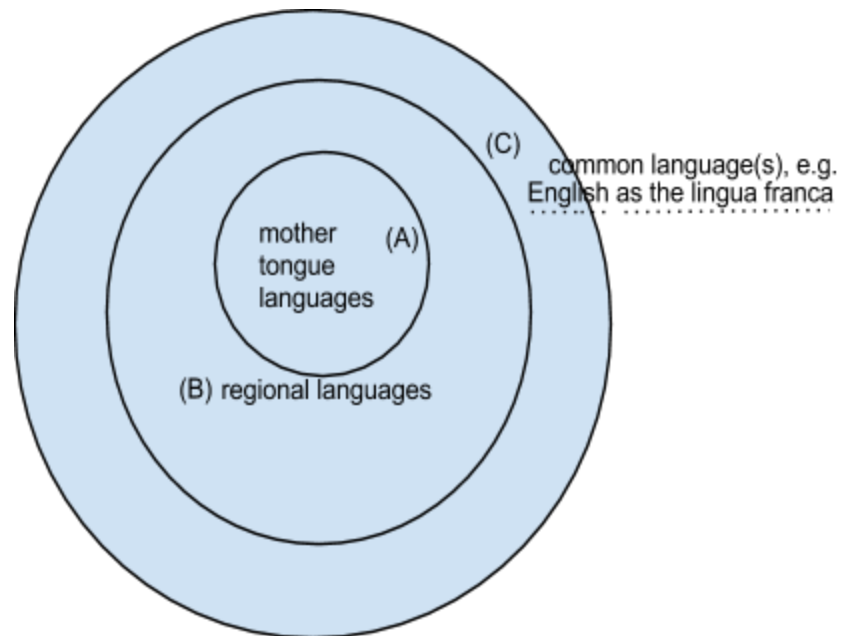 (C)
common language(s), e.g.
English as the lingua franca
mother (A)
tongue
languages
(B) regional languages